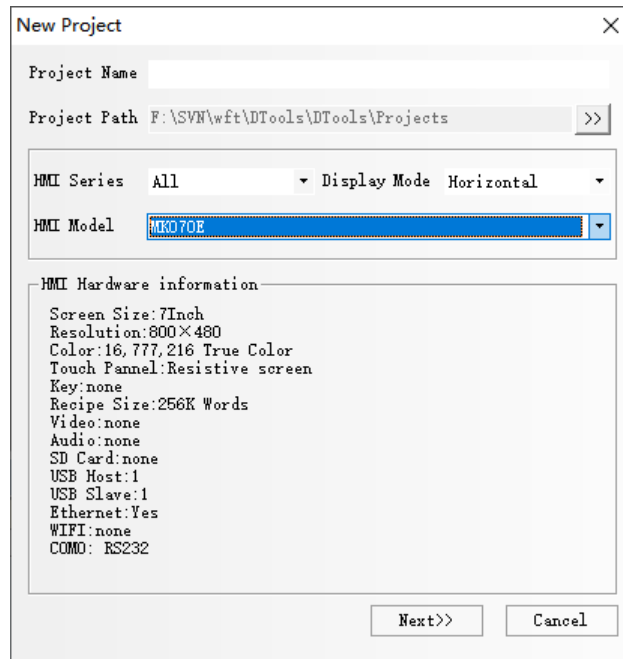 New Project
Project Name
Project Path F:\SVN\wft\DTools\DTools\Projects >>
HMI Series All Display Mode Horizontal
HMI Model MK070E
HMI Hardware information
Screen Size:7Inch
Resolution:800×480
Color:16,777,216 True Color
Touch Pannel:Resistive screen
Key:none
Recipe Size:256K Words
Video:none
Audio:none
SD Card:none
USB Host:1
USB Slave:1
Ethernet:Yes
WIFI:none
COM0: RS232
Next>> Cancel